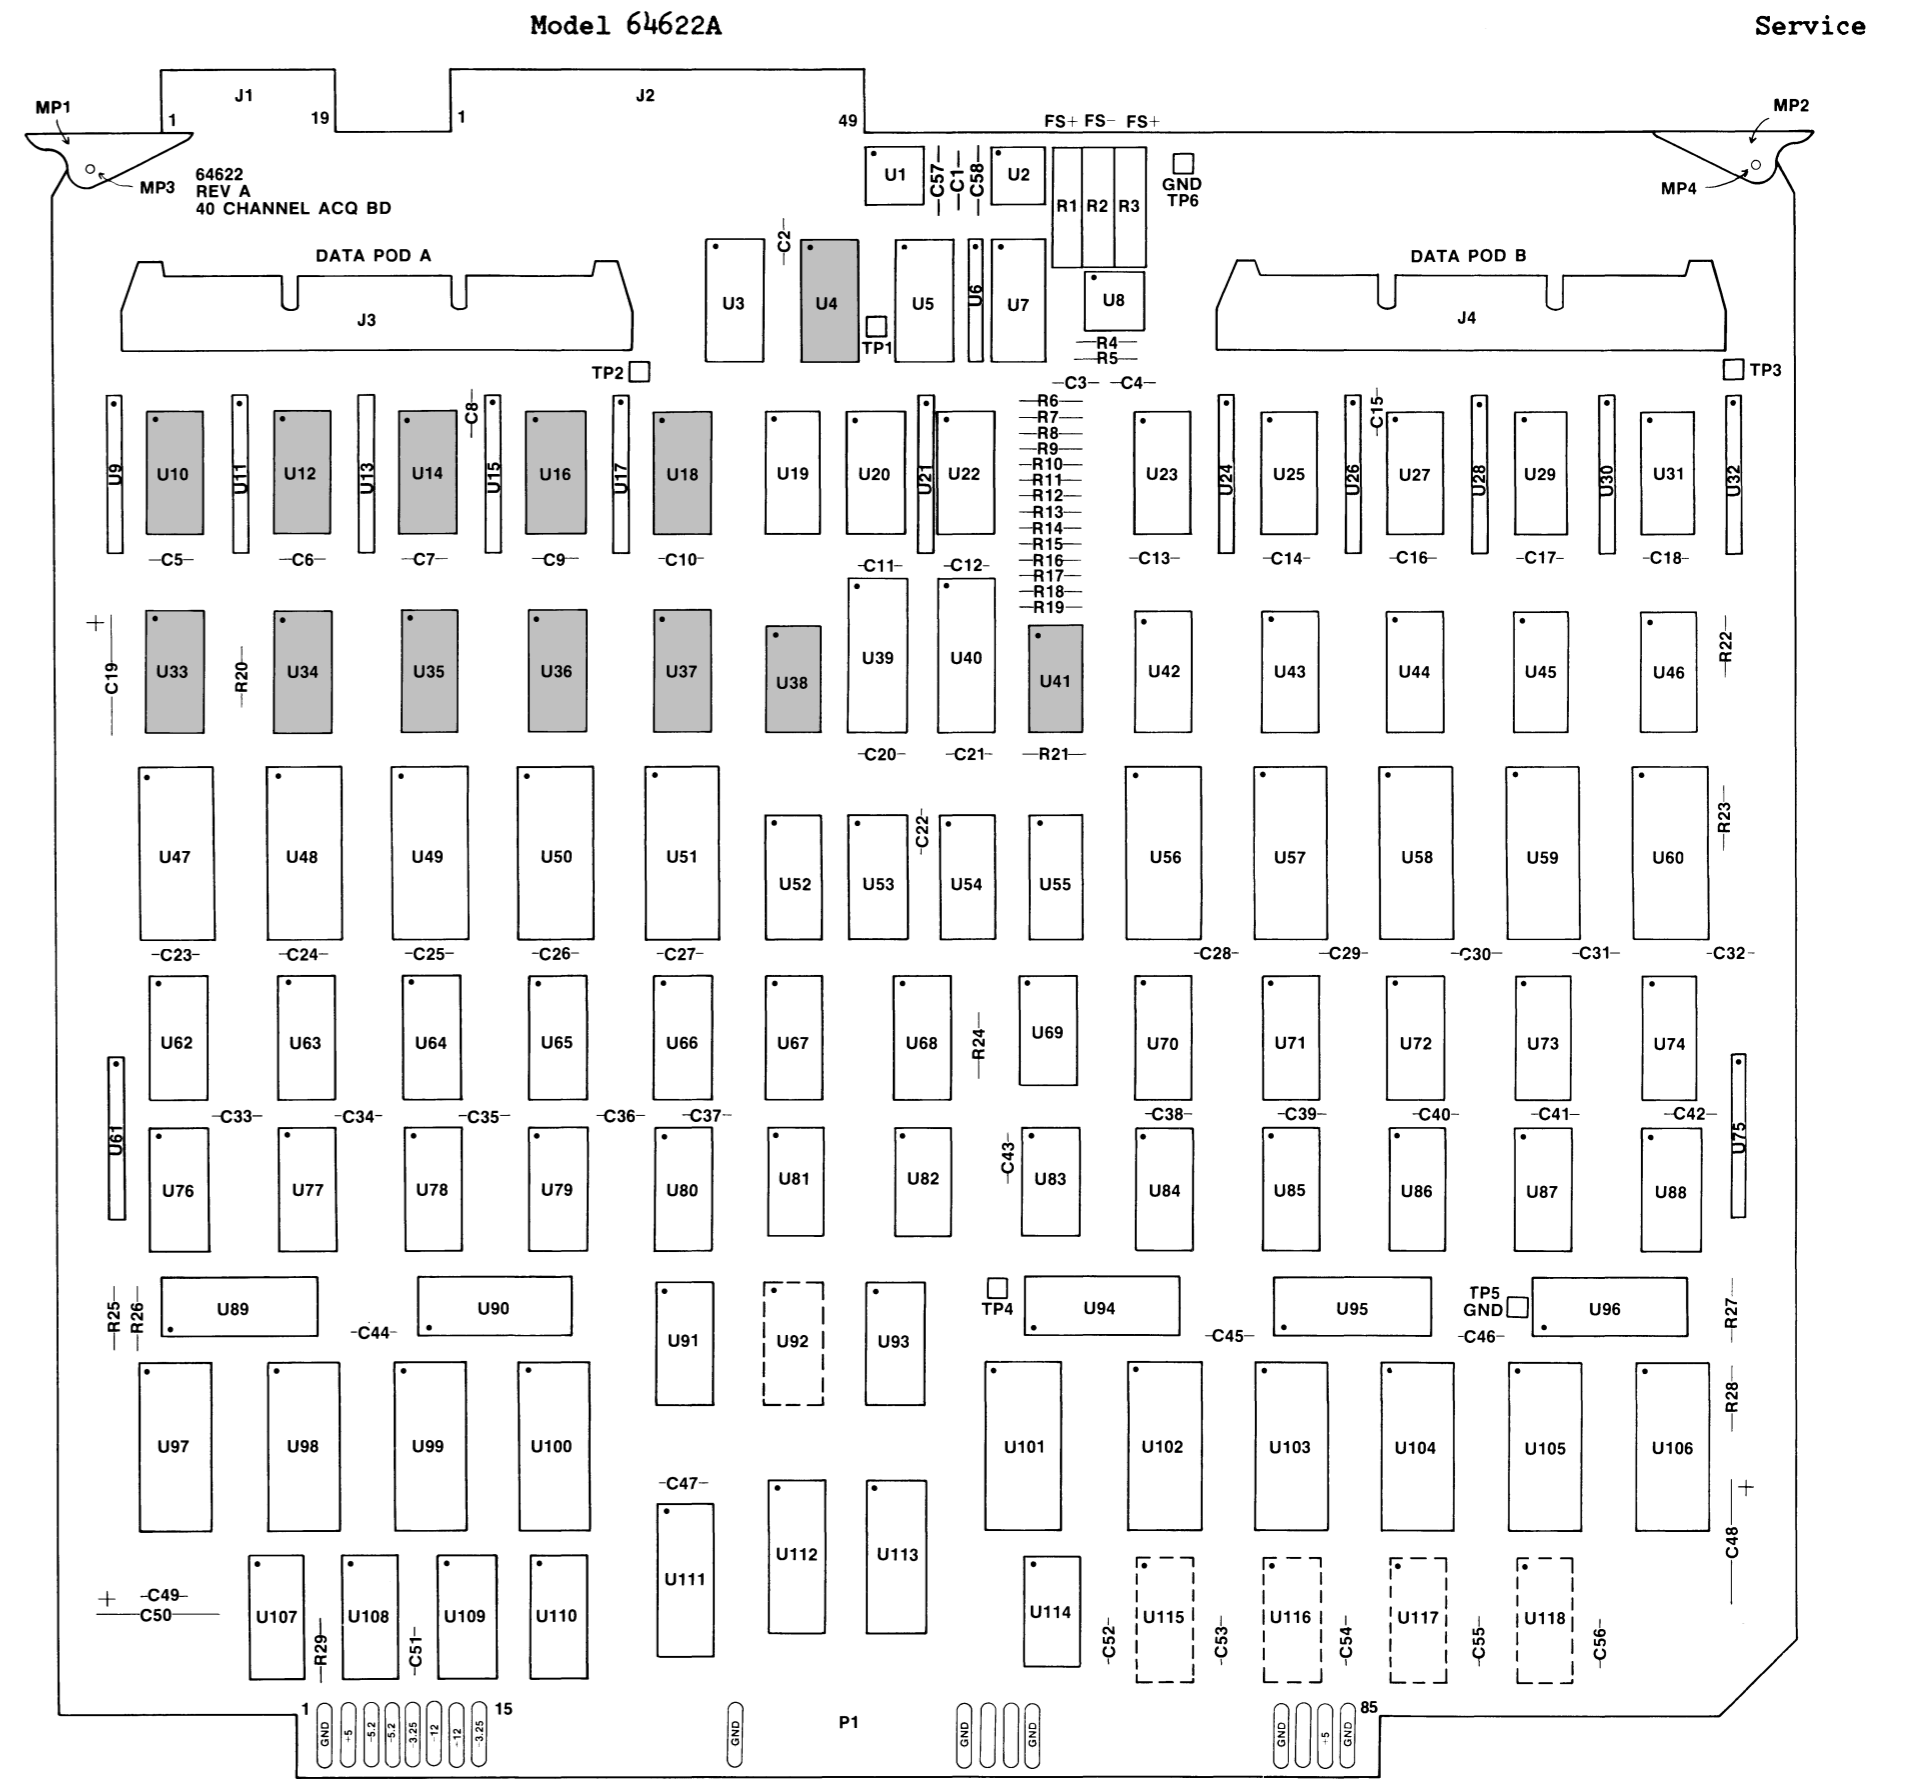 Model 64622A
Service
J1
J2
1
19
1
49
MP1
MP2
MP3
MP4
64622
REV A
40 CHANNEL ACQ BD
FS+ FS- FS+
U1
C57
C1
C58
U2
R1
R2
R3
GND
TP6
DATA POD A
J3
U3
C2
U4
TP1
U5
U6
U7
U8
R4
R5
DATA POD B
J4
TP2
TP3
C3
C4
U9
U10
U11
U12
U13
U14
C8
U15
U16
U17
U18
U19
U20
U21
U22
R6
R7
R8
R9
R10
R11
R12
R13
R14
R15
R16
R17
R18
R19
U23
U24
U25
U26
C15
U27
U28
U29
U30
U31
U32
C5
C6
C7
C9
C10
C11
C12
C13
C14
C16
C17
C18
+
C19
U33
R20
U34
U35
U36
U37
U38
U39
U40
U41
U42
U43
U44
U45
U46
R22
C20
C21
R21
U47
U48
U49
U50
U51
U52
U53
C22
U54
U55
U56
U57
U58
U59
U60
R23
C23
C24
C25
C26
C27
C28
C29
C30
C31
C32
U62
U63
U64
U65
U66
U67
U68
R24
U69
U70
U71
U72
U73
U74
U61
C33
C34
C35
C36
C37
C38
C39
C40
C41
C42
U75
U76
U77
U78
U79
U80
U81
U82
C43
U83
U84
U85
U86
U87
U88
R25
R26
U89
C44
U90
U91
U92
U93
TP4
U94
C45
U95
TP5
GND
C46
U96
R27
U97
U98
U99
U100
U101
U102
U103
U104
U105
U106
R28
C47
+
C48
+
C49
C50
U107
R29
U108
C51
U109
U110
U111
U112
U113
U114
C52
U115
C53
U116
C54
U117
C55
U118
C56
1
GND
+5
-5.2
-5.2
-3.25
-12
+12
-3.25
15
GND
P1
GND
GND
GND
+5
GND
85